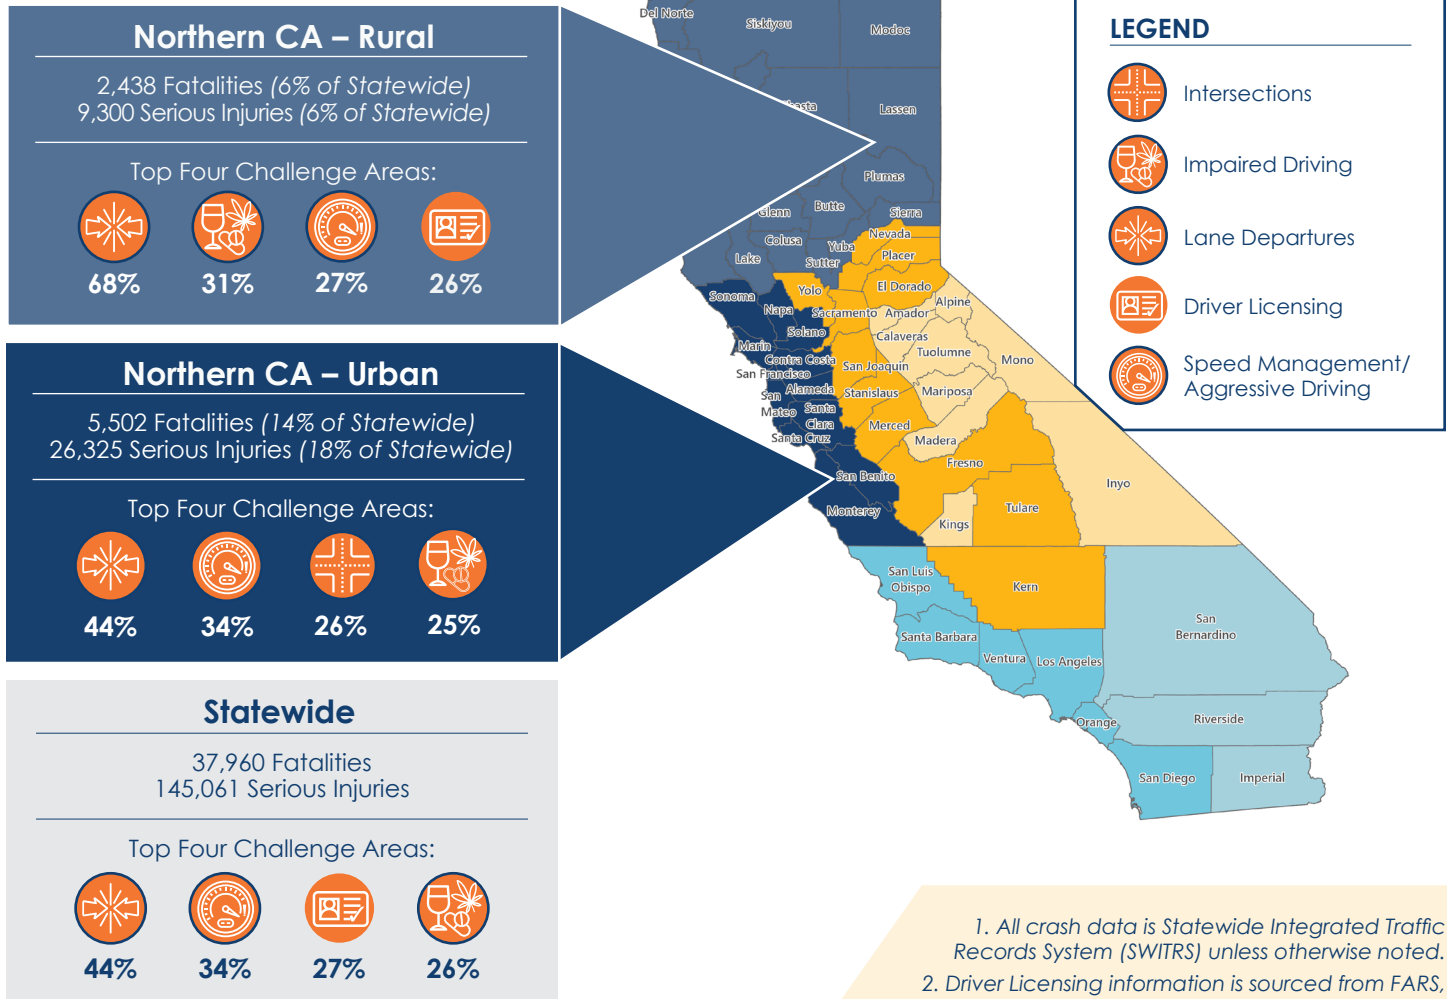 Northern CA – Rural
2,438 Fatalities (6% of Statewide)
9,300 Serious Injuries (6% of Statewide)
Top Four Challenge Areas:
68% 31% 27% 26%
Northern CA – Urban
5,502 Fatalities (14% of Statewide)
26,325 Serious Injuries (18% of Statewide)
Top Four Challenge Areas:
44% 34% 26% 25%
Statewide
37,960 Fatalities
145,061 Serious Injuries
Top Four Challenge Areas:
44% 34% 27% 26%
Del Norte
Siskiyou
Modoc
Lassen
Plumas
Glenn
Butte
Sierra
Colusa
Yuba
Nevada
Lake
Sutter
Placer
Sonoma
Yolo
El Dorado
Napa
Sacramento
Amador
Alpine
Solano
Calaveras
Marin
Contra Costa
Tuolumne
Mono
San Francisco
San Joaquin
Alameda
San
Mateo
Stanislaus
Mariposa
Santa
Clara
Santa Cruz
Merced
Madera
Fresno
San Benito
Inyo
Monterey
Kings
Tulare
San Luis
Obispo
Kern
Santa Barbara
Ventura
Los Angeles
San
Bernardino
Orange
Riverside
San Diego
Imperial
LEGEND
Intersections
Impaired Driving
Lane Departures
Driver Licensing
Speed Management/
Aggressive Driving
1. All crash data is Statewide Integrated Traffic
Records System (SWITRS) unless otherwise noted.
2. Driver Licensing information is sourced from FARS,